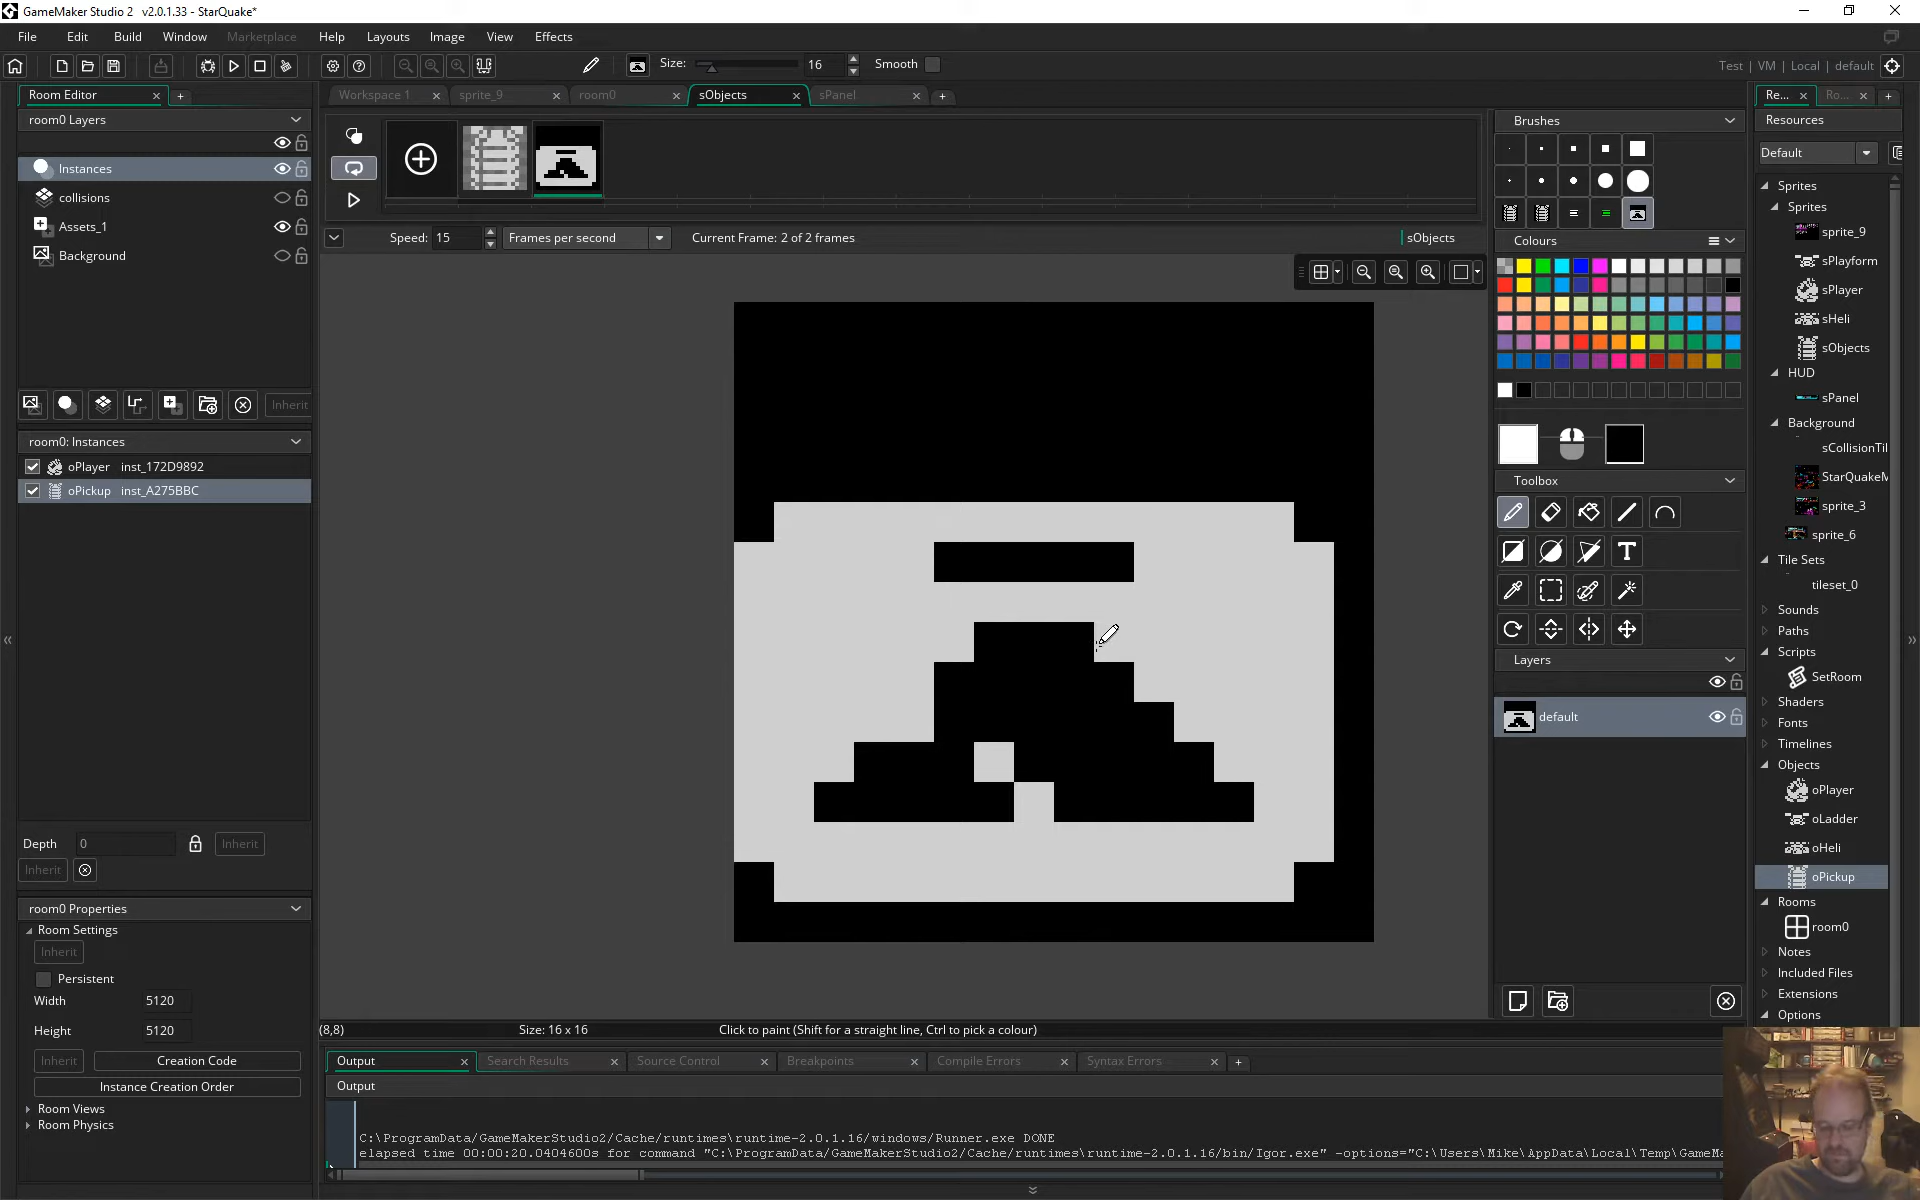 GameMaker Studio 2 v2.0.1.33 - StarQuake*
File Edit Build Window Marketplace Help Layouts Image View Effects
Size: 16 Smooth
Test | VM | Local | default
Room Editor
Workspace 1 sprite_9 room0 sObjects sPanel
Re... Ro...
room0 Layers
Instances
collisions
Assets_1
Background
Inherit
room0: Instances
oPlayer inst_172D9892
oPickup inst_A275BBC
Depth 0 Inherit
Inherit
room0 Properties
Room Settings
Inherit
Persistent
Width 5120
Height 5120
Inherit Creation Code
Instance Creation Order
Room Views
Room Physics
Speed: 15 Frames per second Current Frame: 2 of 2 frames sObjects
(8,8) Size: 16 x 16 Click to paint (Shift for a straight line, Ctrl to pick a colour)
Output Search Results Source Control Breakpoints Compile Errors Syntax Errors
Output
C:\ProgramData/GameMakerStudio2/Cache/runtimes\runtime-2.0.1.16/windows/Runner.exe DONE
elapsed time 00:00:20.0404600s for command "C:\ProgramData/GameMakerStudio2/Cache/runtimes\runtime-2.0.1.16/bin/Igor.exe" -options="C:\Users\Mike\AppData\Local\Temp\GameMa
Brushes
Colours
Toolbox
T
Layers
default
Resources
Default
Sprites
Sprites
sprite_9
sPlayform
sPlayer
sHeli
sObjects
HUD
sPanel
Background
sCollisionTil
StarQuakeM
sprite_3
sprite_6
Tile Sets
tileset_0
Sounds
Paths
Scripts
SetRoom
Shaders
Fonts
Timelines
Objects
oPlayer
oLadder
oHeli
oPickup
Rooms
room0
Notes
Included Files
Extensions
Options